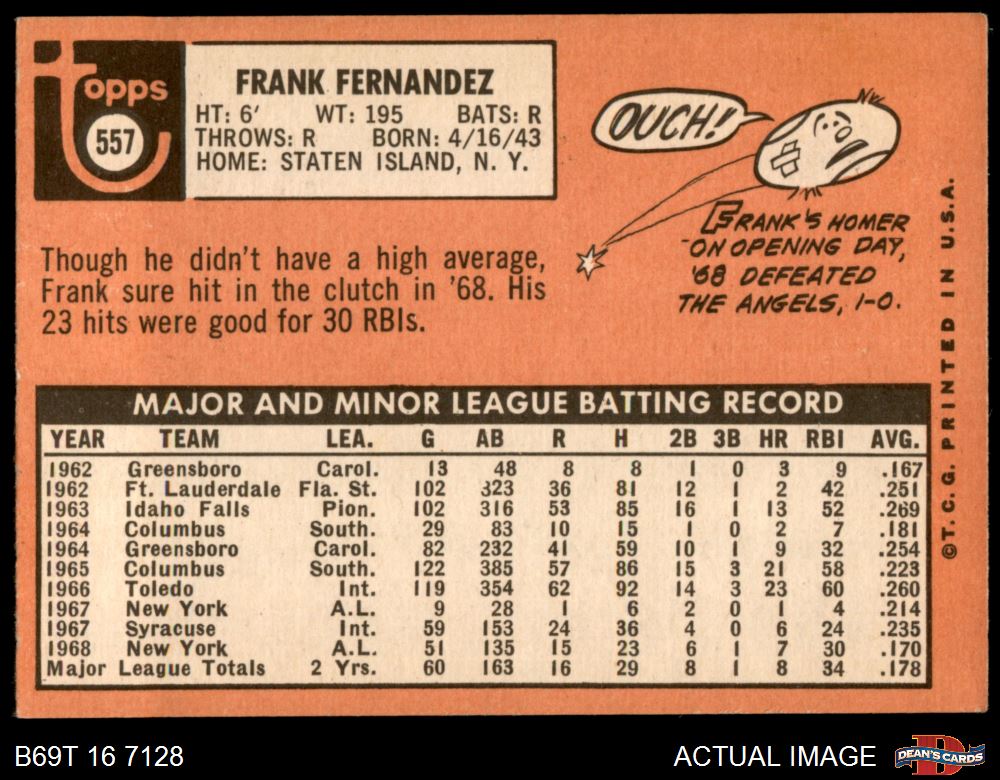 topps
557
FRANK FERNANDEZ
HT: 6' WT: 195 BATS: R
THROWS: R BORN: 4/16/43
HOME: STATEN ISLAND, N. Y.
OUCH!
FRANK'S HOMER
ON OPENING DAY,
'68 DEFEATED
THE ANGELS, 1-0.
Though he didn't have a high average,
Frank sure hit in the clutch in '68. His
23 hits were good for 30 RBIs.
©T. C. G. PRINTED IN U.S.A.
MAJOR AND MINOR LEAGUE BATTING RECORD
YEAR TEAM LEA. G AB R H 2B 3B HR RBI AVG.
1962 Greensboro Carol. 13 48 8 8 1 0 3 9 .167
1962 Ft. Lauderdale Fla. St. 102 323 36 81 12 1 2 42 .251
1963 Idaho Falls Pion. 102 316 53 85 16 1 13 52 .269
1964 Columbus South. 29 83 10 15 1 0 2 7 .181
1964 Greensboro Carol. 82 232 41 59 10 1 9 32 .254
1965 Columbus South. 122 385 57 86 15 3 21 58 .223
1966 Toledo Int. 119 354 62 92 14 3 23 60 .260
1967 New York A.L. 9 28 1 6 2 0 1 4 .214
1967 Syracuse Int. 59 153 24 36 4 0 6 24 .235
1968 New York A.L. 51 135 15 23 6 1 7 30 .170
Major League Totals 2 Yrs. 60 163 16 29 8 1 8 34 .178
B69T 16 7128
ACTUAL IMAGE
D
DEAN'S CARDS